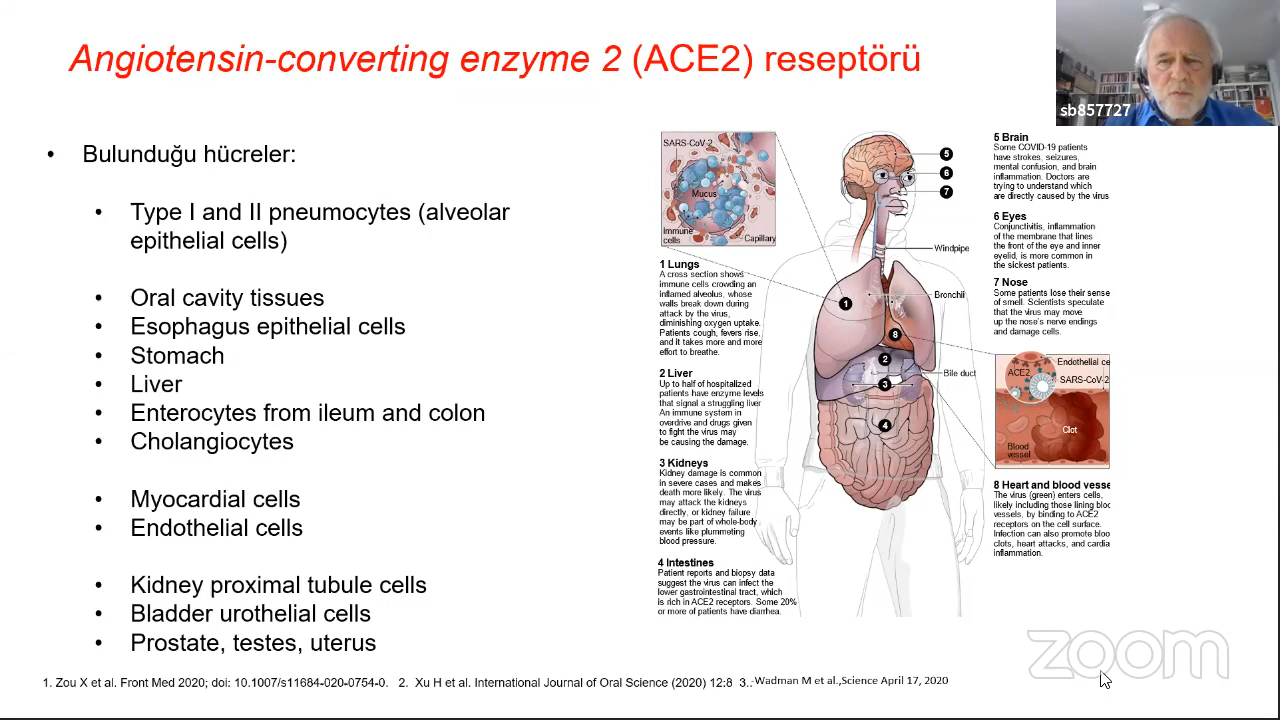 Angiotensin-converting enzyme 2 (ACE2) reseptörü
sb857727
• Bulunduğu hücreler:
• Type I and II pneumocytes (alveolar
epithelial cells)
• Oral cavity tissues
• Esophagus epithelial cells
• Stomach
• Liver
• Enterocytes from ileum and colon
• Cholangiocytes
• Myocardial cells
• Endothelial cells
• Kidney proximal tubule cells
• Bladder urothelial cells
• Prostate, testes, uterus
SARS-CoV-2
Mucus
Immune
cells
Capillary
1 Lungs
A cross section shows
immune cells crowding an
inflamed alveolus, whose
walls break down during
attack by the virus,
diminishing oxygen uptake.
Patients cough, fevers rise,
and it takes more and more
effort to breathe.
2 Liver
Up to half of hospitalized
patients have enzyme levels
that signal a struggling liver
An immune system in
overdrive and drugs given
to fight the virus may
be causing the damage.
3 Kidneys
Kidney damage is common
in severe cases and makes
death more likely. The virus
may attack the kidneys
directly, or kidney failure
may be part of whole-body
events like plummeting
blood pressure.
4 Intestines
Patient reports and biopsy data
suggest the virus can infect the
lower gastrointestinal tract, which
is rich in ACE2 receptors. Some 20%
or more of patients have diarrhea.
5
6
7
Windpipe
Bronchii
1
8
2
Bile duct
3
4
5 Brain
Some COVID-19 patients
have strokes, seizures,
mental confusion, and brain
inflammation. Doctors are
trying to understand which
are directly caused by the virus
6 Eyes
Conjunctivitis, inflammation
of the membrane that lines
the front of the eye and inner
eyelid, is more common in
the sickest patients.
7 Nose
Some patients lose their sense
of smell. Scientists speculate
that the virus may move
up the nose's nerve endings
and damage cells.
Endothelial ce
ACE2
SARS-CoV-2
Clot
Blood
vessel
8 Heart and blood vesse
The virus (green) enters cells,
likely including those lining bloo
vessels, by binding to ACE2
receptors on the cell surface.
Infection can also promote bloo
clots, heart attacks, and cardia
inflammation.
zoom
1. Zou X et al. Front Med 2020; doi: 10.1007/s11684-020-0754-0. 2. Xu H et al. International Journal of Oral Science (2020) 12:8 3.. Wadman M et al.,Science April 17, 2020